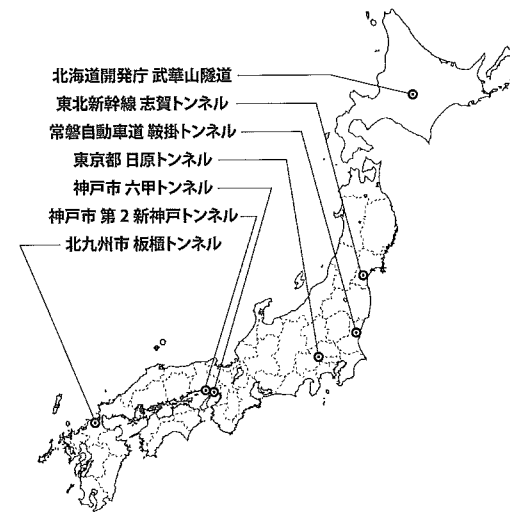 北海道開発庁 武華山隧道
東北新幹線 志賀トンネル
常磐自動車道 鞍掛トンネル
東京都 日原トンネル
神戸市 六甲トンネル
神戸市 第2新神戸トンネル
北九州市 板櫃トンネル